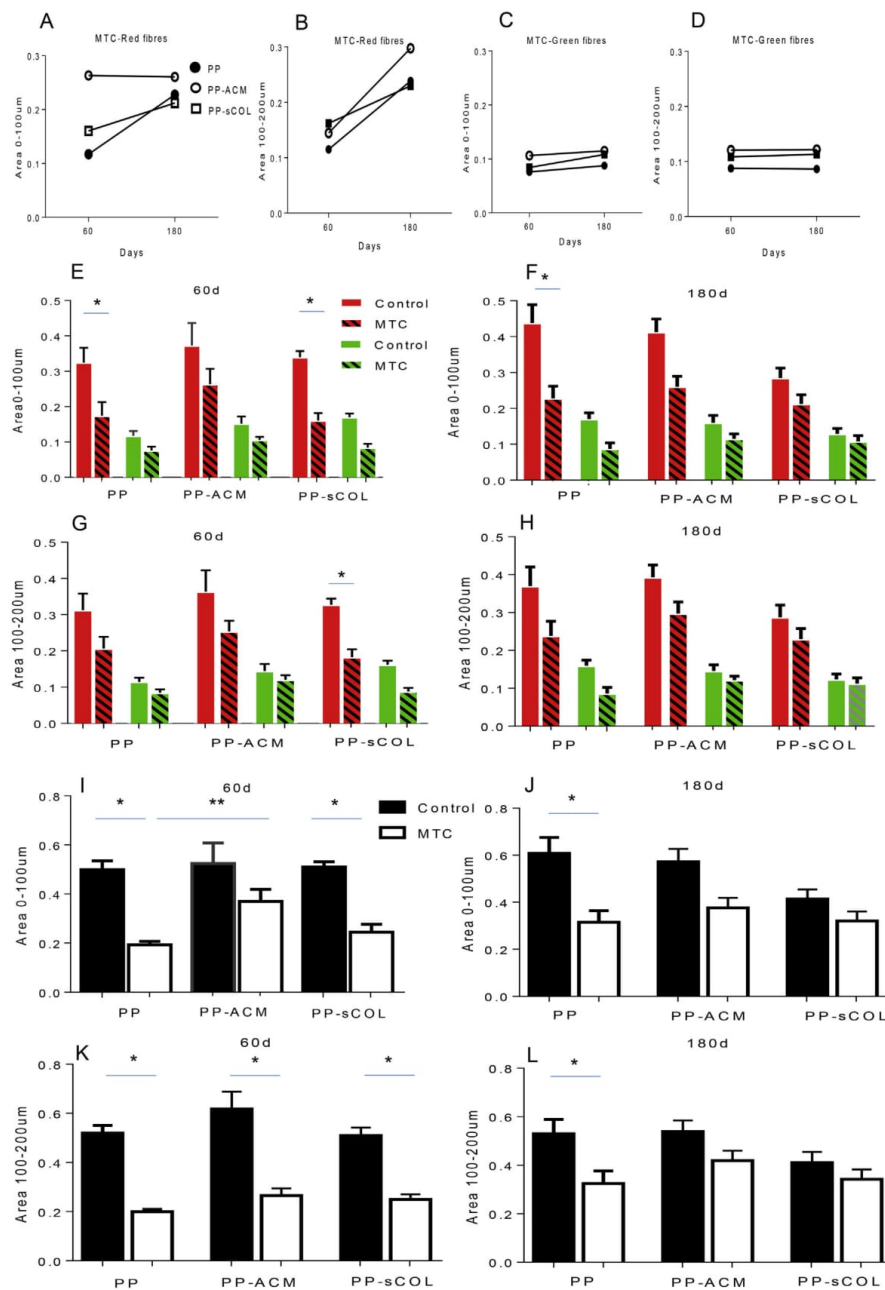 A
MTC-Red fibres
Area 0-100um
0.3
0.2
0.1
0.0
60
180
Days
PP
PP-ACM
PP-sCOL
B
MTC-Red fibres
Area 100-200um
0.3
0.2
0.1
0.0
60
180
Days
C
MTC-Green fibres
Area 0-100um
0.3
0.2
0.1
0.0
60
180
Days
D
MTC-Green fibres
Area 100-200um
0.3
0.2
0.1
0.0
60
180
Days
E
60d
Area0-100um
0.5
0.4
0.3
0.2
0.1
0.0
*
*
Control
MTC
Control
MTC
PP
PP-ACM
PP-sCOL
F
180d
Area 0-100um
0.5
0.4
0.3
0.2
0.1
0.0
*
PP
PP-ACM
PP-sCOL
G
60d
Area 100-200um
0.5
0.4
0.3
0.2
0.1
0.0
*
PP
PP-ACM
PP-sCOL
H
180d
Area 100-200um
0.5
0.4
0.3
0.2
0.1
0.0
PP
PP-ACM
PP-sCOL
I
60d
Area 0-100um
0.8
0.6
0.4
0.2
0.0
*
**
*
Control
MTC
PP
PP-ACM
PP-sCOL
J
180d
Area 0-100um
0.8
0.6
0.4
0.2
0.0
*
PP
PP-ACM
PP-sCOL
K
60d
Area 100-200um
0.8
0.6
0.4
0.2
0.0
*
*
*
PP
PP-ACM
PP-sCOL
L
180d
Area 100-200um
0.8
0.6
0.4
0.2
0.0
*
PP
PP-ACM
PP-sCOL